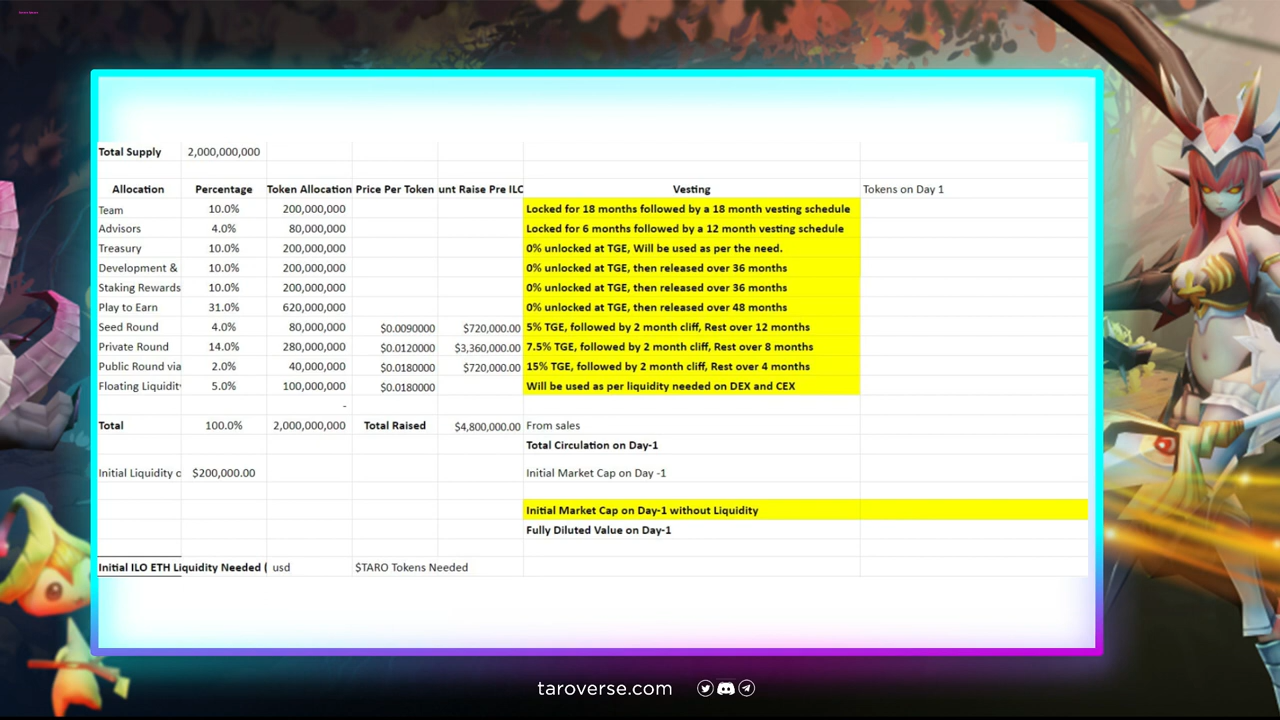 Total Supply 2,000,000,000
Allocation Percentage Token Allocation Price Per Token unt Raise Pre ILO Vesting Tokens on Day 1
Team 10.0% 200,000,000 Locked for 18 months followed by a 18 month vesting schedule
Advisors 4.0% 80,000,000 Locked for 6 months followed by a 12 month vesting schedule
Treasury 10.0% 200,000,000 0% unlocked at TGE, Will be used as per the need.
Development & 10.0% 200,000,000 0% unlocked at TGE, then released over 36 months
Staking Rewards 10.0% 200,000,000 0% unlocked at TGE, then released over 36 months
Play to Earn 31.0% 620,000,000 0% unlocked at TGE, then released over 48 months
Seed Round 4.0% 80,000,000 $0.0090000 $720,000.00 5% TGE, followed by 2 month cliff, Rest over 12 months
Private Round 14.0% 280,000,000 $0.0120000 $3,360,000.00 7.5% TGE, followed by 2 month cliff, Rest over 8 months
Public Round via 2.0% 40,000,000 $0.0180000 $720,000.00 15% TGE, followed by 2 month cliff, Rest over 4 months
Floating Liquidit 5.0% 100,000,000 $0.0180000 Will be used as per liquidity needed on DEX and CEX
-
Total 100.0% 2,000,000,000 Total Raised $4,800,000.00 From sales
Total Circulation on Day-1
Initial Liquidity o $200,000.00 Initial Market Cap on Day -1
Initial Market Cap on Day-1 without Liquidity
Fully Diluted Value on Day-1
Initial ILO ETH Liquidity Needed ( usd $TARO Tokens Needed
taroverse.com